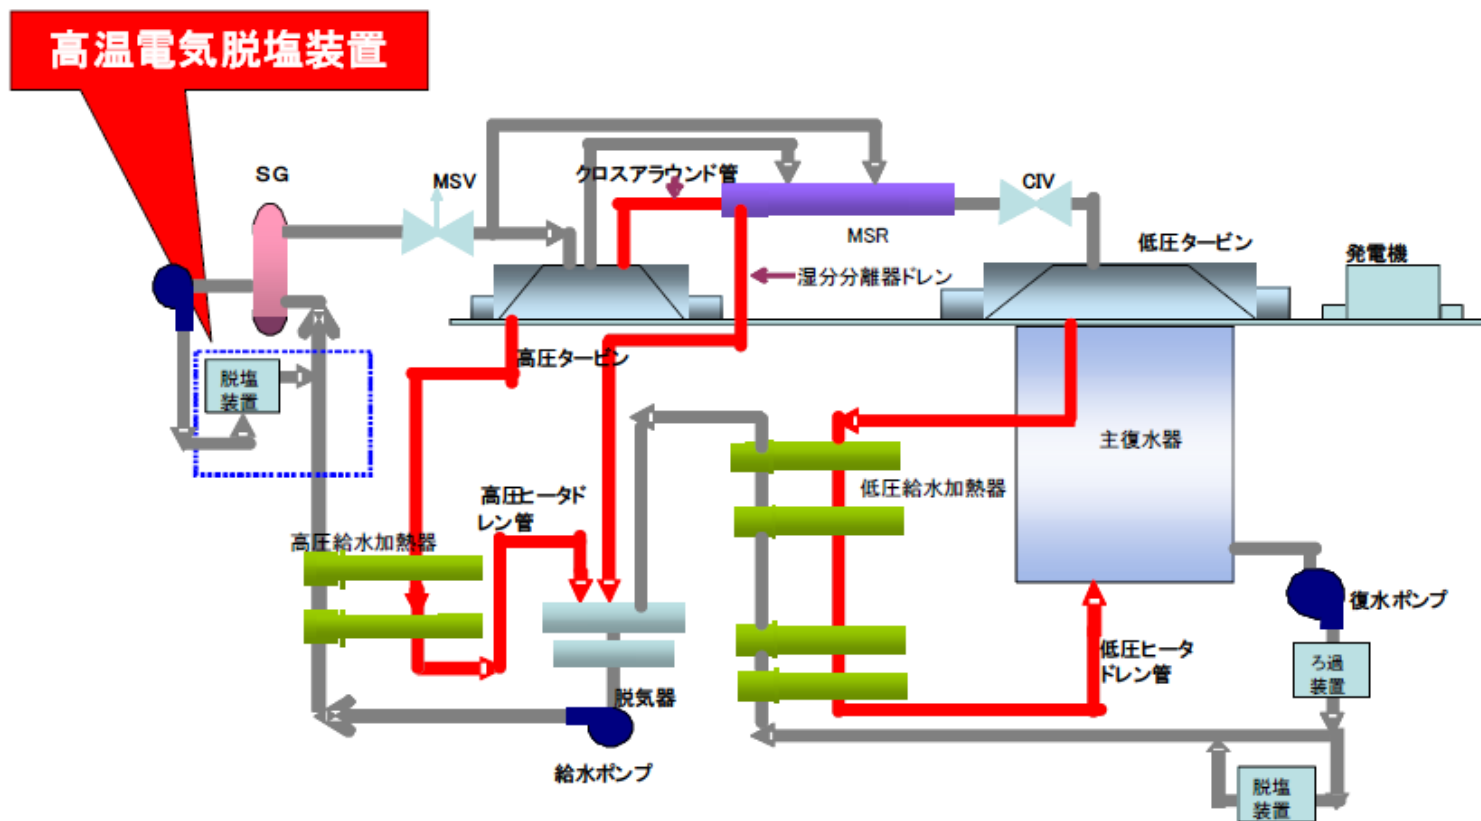 高温電気脱塩装置
SG
MSV
クロスアラウンド管
CIV
MSR
低圧タービン
発電機
湿分分離器ドレン
高圧タービン
脱塩
装置
主復水器
高圧ヒータド
レン管
低圧給水加熱器
高圧給水加熱器
復水ポンプ
低圧ヒータ
ドレン管
ろ過
装置
脱気器
給水ポンプ
脱塩
装置